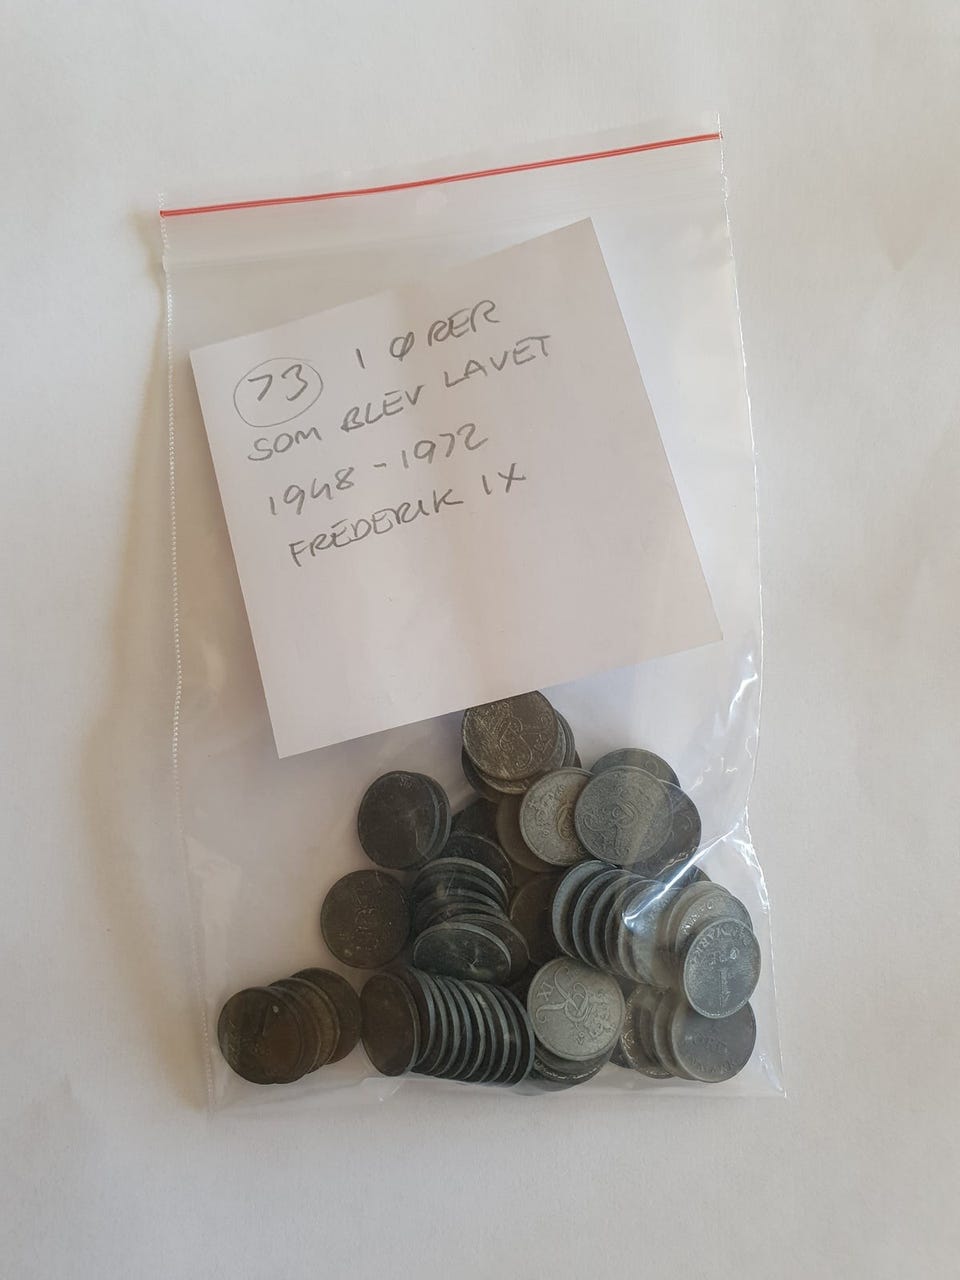 73 1 ØRER
SOM BLEV LAVET
1948-1972
FREDERIK IX